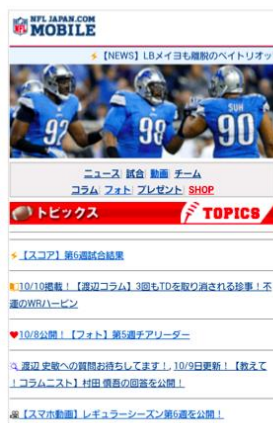 NFL JAPAN.COM
MOBILE
【NEWS】LBメイヨも離脱のペイトリオッ
92
98
SUH
90
ニュース| 試合| 動画| チーム
コラム| フォト| プレゼント| SHOP
トピックス
TOPICS
【スコア】第6週試合結果
10/10掲載！【渡辺コラム】3回もTDを取り消される珍事！不
運のWRハービン
10/8公開！【フォト】第5週チアリーダー
渡辺 史敏への質問お待ちしてます！, 10/9日更新！【教えて
！コラムニスト】村田 慎吾の回答を公開！
【スマホ動画】レギュラーシーズン第6週を公開！